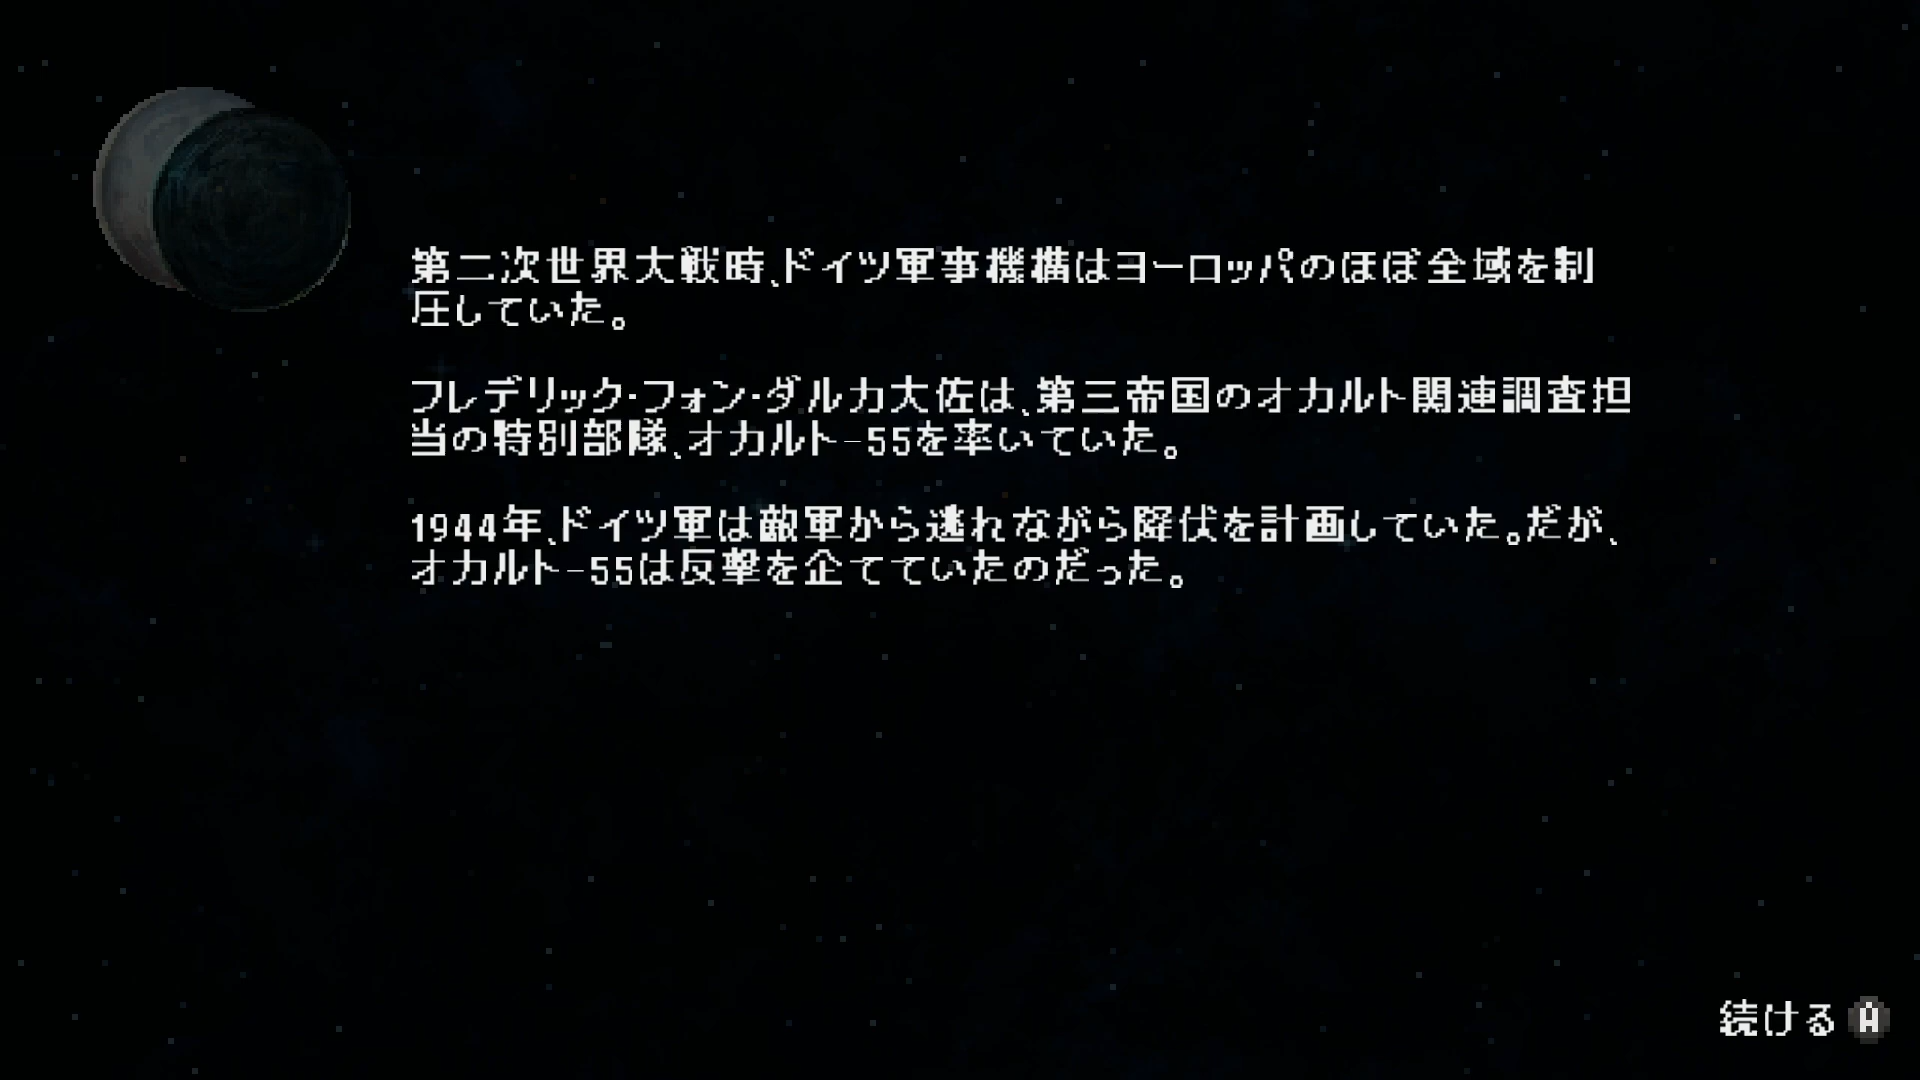 第二次世界大戦時、ドイツ軍事機構はヨーロッパのほぼ全域を制
圧していた。
フレデリック・フォン・ダルカ大佐は、第三帝国のオカルト関連調査担
当の特別部隊、オカルト-55を率いていた。
1944年、ドイツ軍は敵軍から逃れながら降伏を計画していた。だが、
オカルト-55は反撃を企てていたのだった。
続ける A